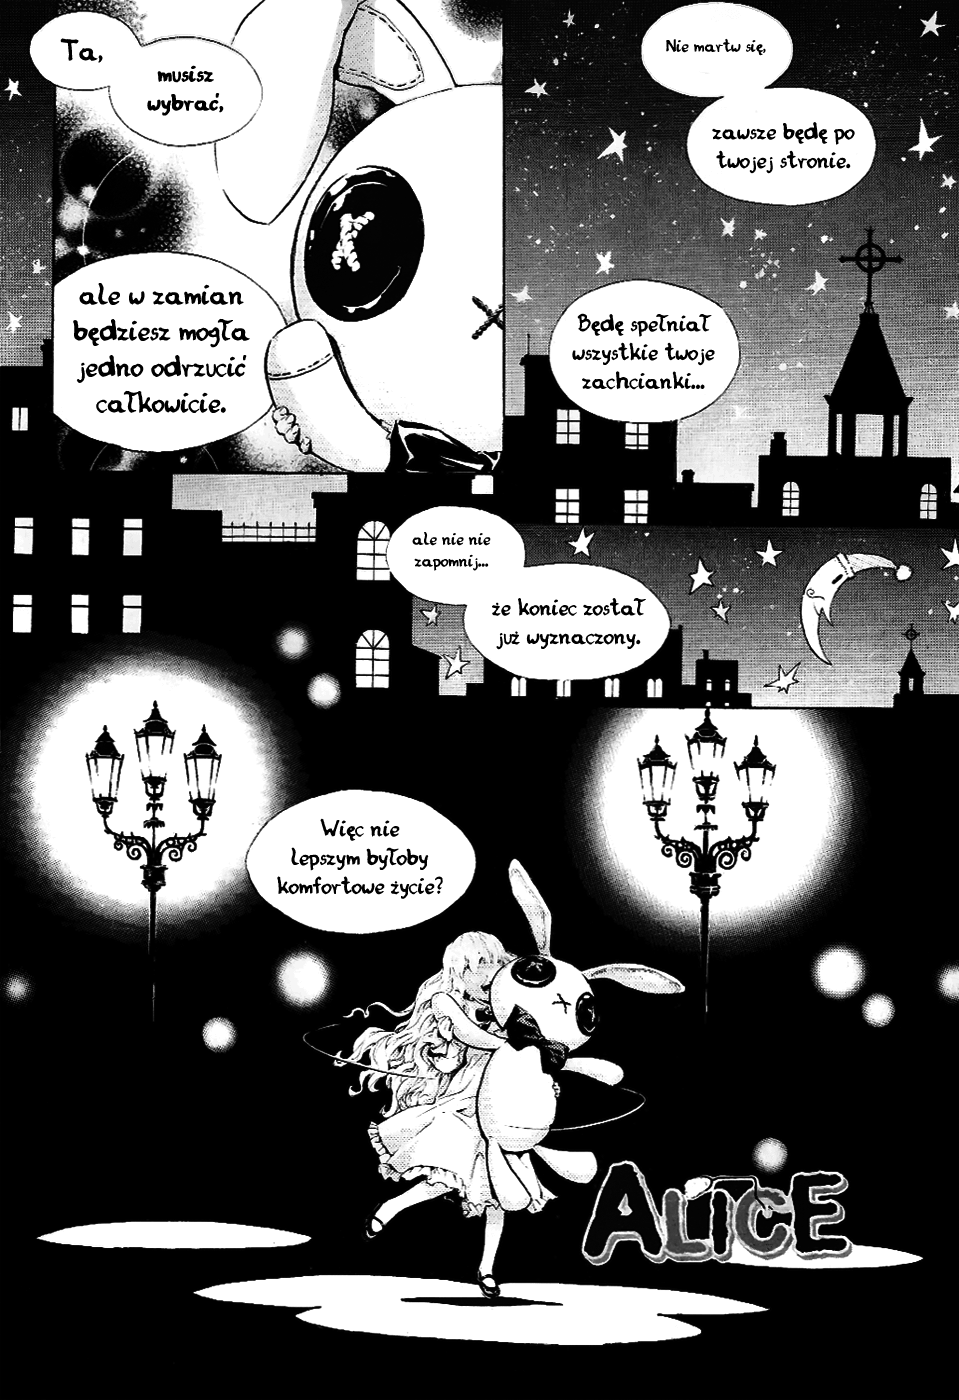 Ta,
musisz
wybrać,
ale w zamian
będziesz mogła
jedno odrzucić
całkowicie.
Nie martw się,
zawsze będę po
twojej stronie.
Będę spełniał
wszystkie twoje
zachcianki...
ale nie nie
zapomnij...
że koniec został
już wyznaczony.
Więc nie
lepszym byłoby
komfortowe życie?
ALICE